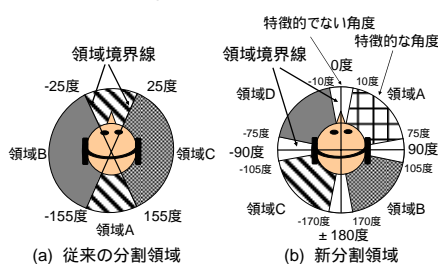 領域境界線
-25度
25度
領域B
領域C
-155度
155度
領域A
(a) 従来の分割領域
特徴的でない角度
特徴的な角度
領域境界線
0度
-10度
10度
領域D
領域A
-75度
75度
-90度
90度
-105度
105度
領域C
領域B
-170度
170度
± 180度
(b) 新分割領域